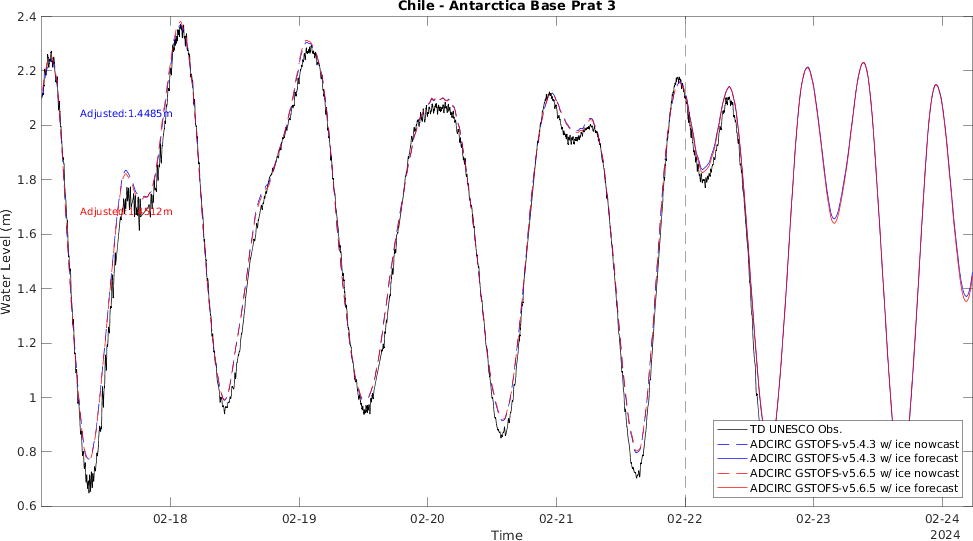 Chile - Antarctica Base Prat 3
2.4
2.2
2
1.8
1.6
1.4
1.2
1
0.8
0.6
Water Level (m)
Adjusted:1.4485m
TD UNESCO Obs.
ADCIRC GSTOFS-v5.4.3 w/ ice nowcast
ADCIRC GSTOFS-v5.4.3 w/ ice forecast
ADCIRC GSTOFS-v5.6.5 w/ ice nowcast
ADCIRC GSTOFS-v5.6.5 w/ ice forecast
02-18
02-19
02-20
02-21
02-22
02-23
02-24
2024
Time